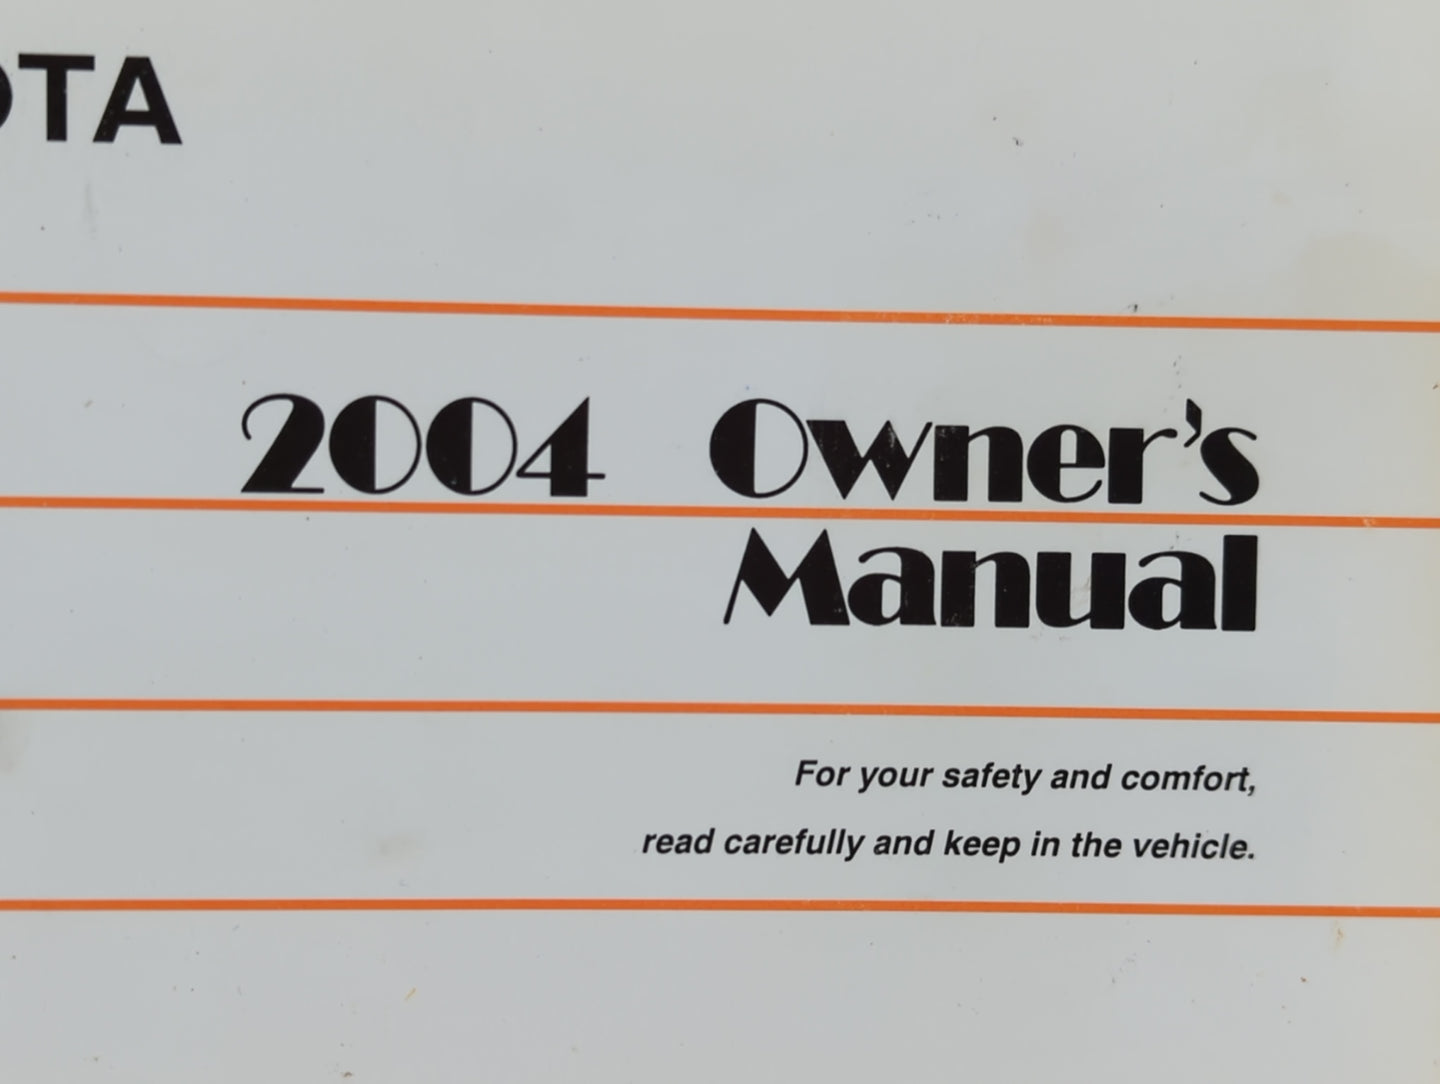 OTA
2004 Owner's
Manual
For your safety and comfort,
read carefully and keep in the vehicle.